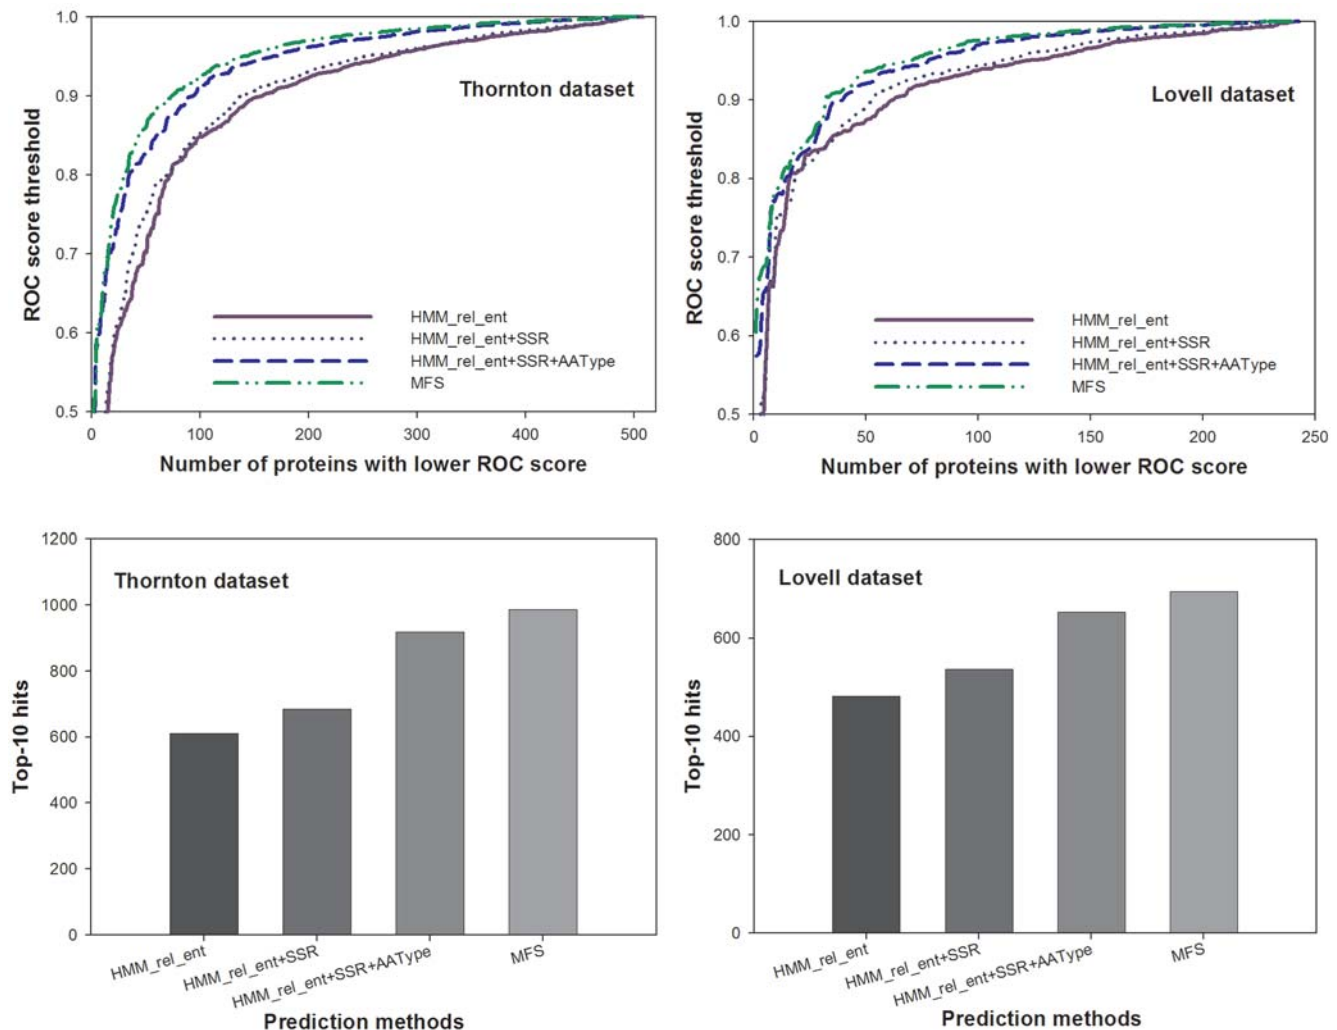 1.0
0.9
0.8
0.7
0.6
0.5
ROC score threshold
Thornton dataset
HMM_rel_ent
HMM_rel_ent+SSR
HMM_rel_ent+SSR+AAType
MFS
0 100 200 300 400 500
Number of proteins with lower ROC score
1.0
0.9
0.8
0.7
0.6
0.5
ROC score threshold
Lovell dataset
HMM_rel_ent
HMM_rel_ent+SSR
HMM_rel_ent+SSR+AAType
MFS
0 50 100 150 200 250
Number of proteins with lower ROC score
1200
1000
800
600
400
200
0
Top-10 hits
Thornton dataset
HMM_rel_ent
HMM_rel_ent+SSR
HMM_rel_ent+SSR+AAType
MFS
Prediction methods
800
600
400
200
0
Top-10 hits
Lovell dataset
HMM_rel_ent
HMM_rel_ent+SSR
HMM_rel_ent+SSR+AAType
MFS
Prediction methods